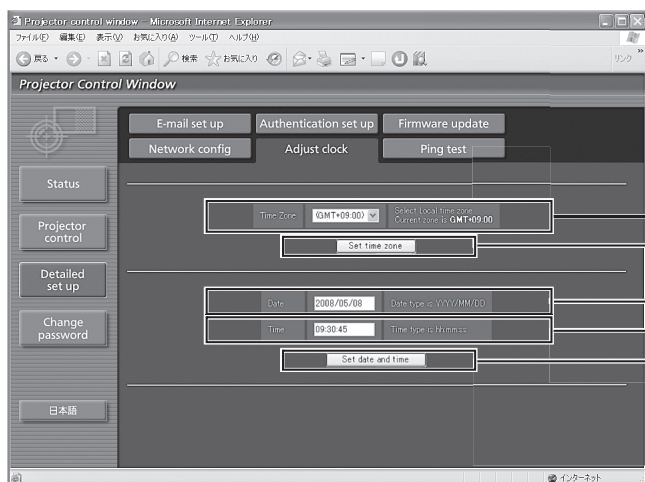 Projector control window - Microsoft Internet Explorer
ファイル(F) 編集(E) 表示(V) お気に入り(A) ツール(T) ヘルプ(H)
戻る 検索 お気に入り リンク »
Projector Control Window
E-mail set up Authentication set up Firmware update
Network config Adjust clock Ping test
Status
Projector control
Detailed set up
Change password
日本語
Time Zone (GMT+09:00) Select Local time zone
Current zone is GMT+09:00
Set time zone
Date 2008/05/08 Date type is YYYY/MM/DD
Time 09:30:45 Time type is hh:mm:ss
Set date and time
インターネット